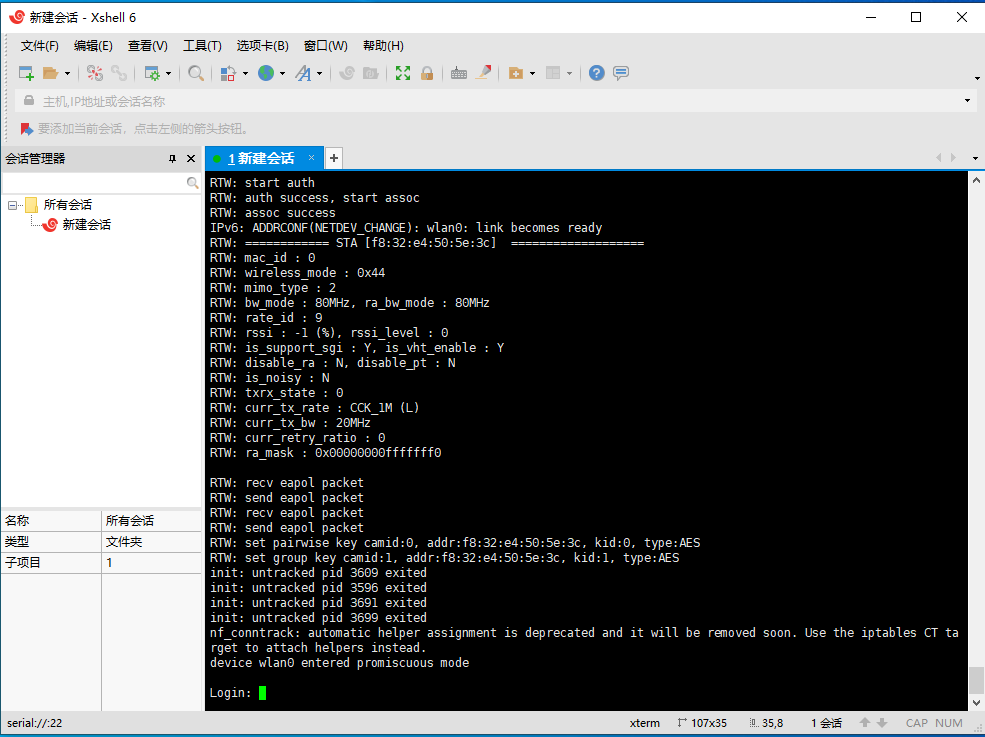 新建会话 - Xshell 6
文件(F) 编辑(E) 查看(V) 工具(T) 选项卡(B) 窗口(W) 帮助(H)
主机,IP地址或会话名称
要添加当前会话，点击左侧的箭头按钮。
会话管理器
所有会话
新建会话
名称 所有会话
类型 文件夹
子项目 1
1 新建会话
RTW: start auth
RTW: auth success, start assoc
RTW: assoc success
IPv6: ADDRCONF(NETDEV_CHANGE): wlan0: link becomes ready
RTW: ============ STA [f8:32:e4:50:5e:3c]  ===================
RTW: mac_id : 0
RTW: wireless_mode : 0x44
RTW: mimo_type : 2
RTW: bw_mode : 80MHz, ra_bw_mode : 80MHz
RTW: rate_id : 9
RTW: rssi : -1 (%), rssi_level : 0
RTW: is_support_sgi : Y, is_vht_enable : Y
RTW: disable_ra : N, disable_pt : N
RTW: is_noisy : N
RTW: txrx_state : 0
RTW: curr_tx_rate : CCK_1M (L)
RTW: curr_tx_bw : 20MHz
RTW: curr_retry_ratio : 0
RTW: ra_mask : 0x00000000fffffff0
RTW: recv eapol packet
RTW: send eapol packet
RTW: recv eapol packet
RTW: send eapol packet
RTW: set pairwise key camid:0, addr:f8:32:e4:50:5e:3c, kid:0, type:AES
RTW: set group key camid:1, addr:f8:32:e4:50:5e:3c, kid:1, type:AES
init: untracked pid 3609 exited
init: untracked pid 3596 exited
init: untracked pid 3691 exited
init: untracked pid 3699 exited
nf_conntrack: automatic helper assignment is deprecated and it will be removed soon. Use the iptables CT ta
rget to attach helpers instead.
device wlan0 entered promiscuous mode
Login:
serial://:22 xterm 107x35 35,8 1 会话 CAP NUM